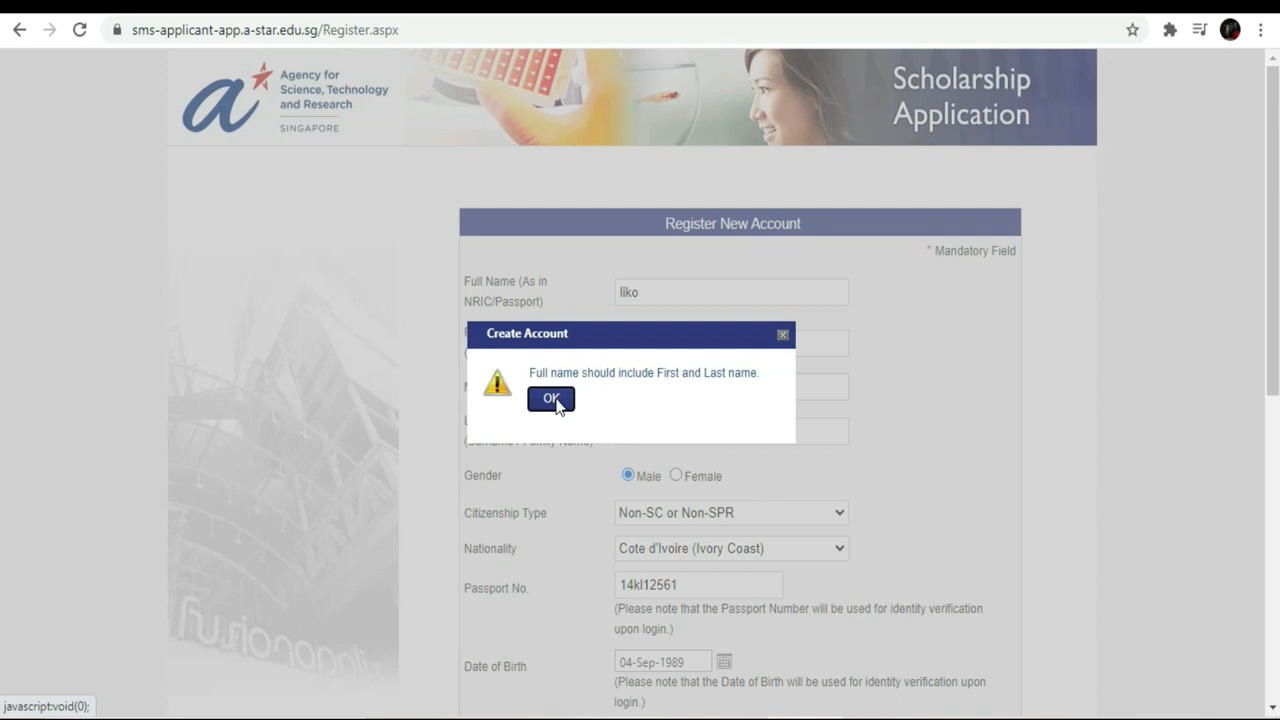 sms-applicant-app.a-star.edu.sg/Register.aspx
Agency for
Science, Technology
and Research
SINGAPORE
Scholarship
Application
Register New Account
* Mandatory Field
Full Name (As in
NRIC/Passport)
liko
Create Account
Full name should include First and Last name.
OK
Gender
Male
Female
Citizenship Type
Non-SC or Non-SPR
Nationality
Cote d'Ivoire (Ivory Coast)
Passport No.
14kl12561
(Please note that the Passport Number will be used for identity verification
upon login.)
Date of Birth
04-Sep-1989
(Please note that the Date of Birth will be used for identity verification upon
login.)
javascript:void(0);